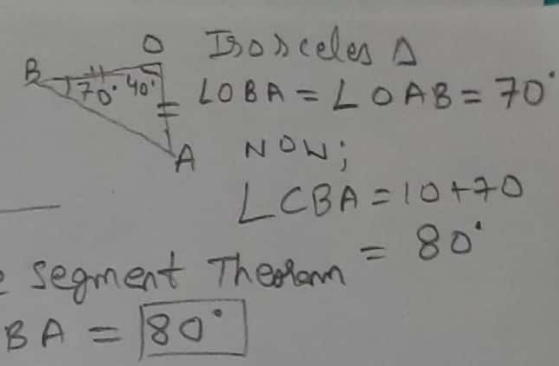 O Isosceles Δ
B 70° 40° ∠OBA = ∠OAB = 70°
A NOW;
∠CBA = 10+70
= 80°
Segment Theorem
BA = 80°